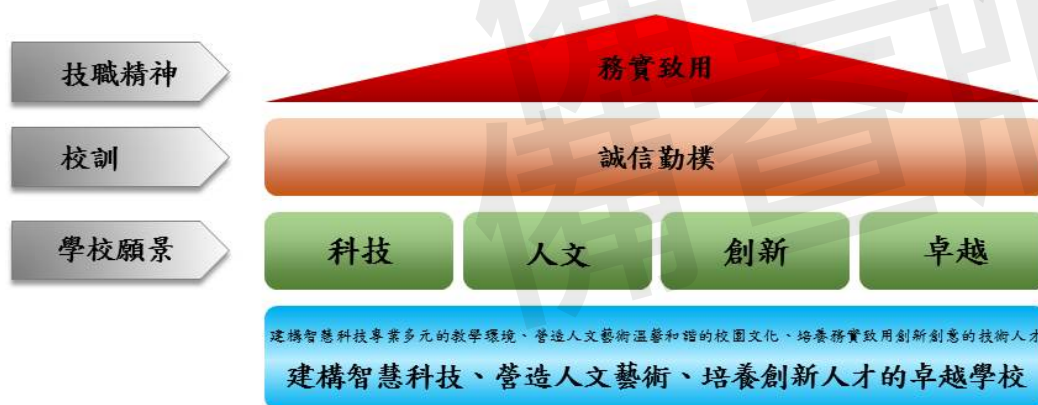 技職精神
務實致用
校訓
誠信勤樸
學校願景
科技
人文
創新
卓越
建構智慧科技專業多元的教學環境、營造人文藝術溫馨和諧的校園文化、培養務實致用創新創意的技術人才
建構智慧科技、營造人文藝術、培養創新人才的卓越學校